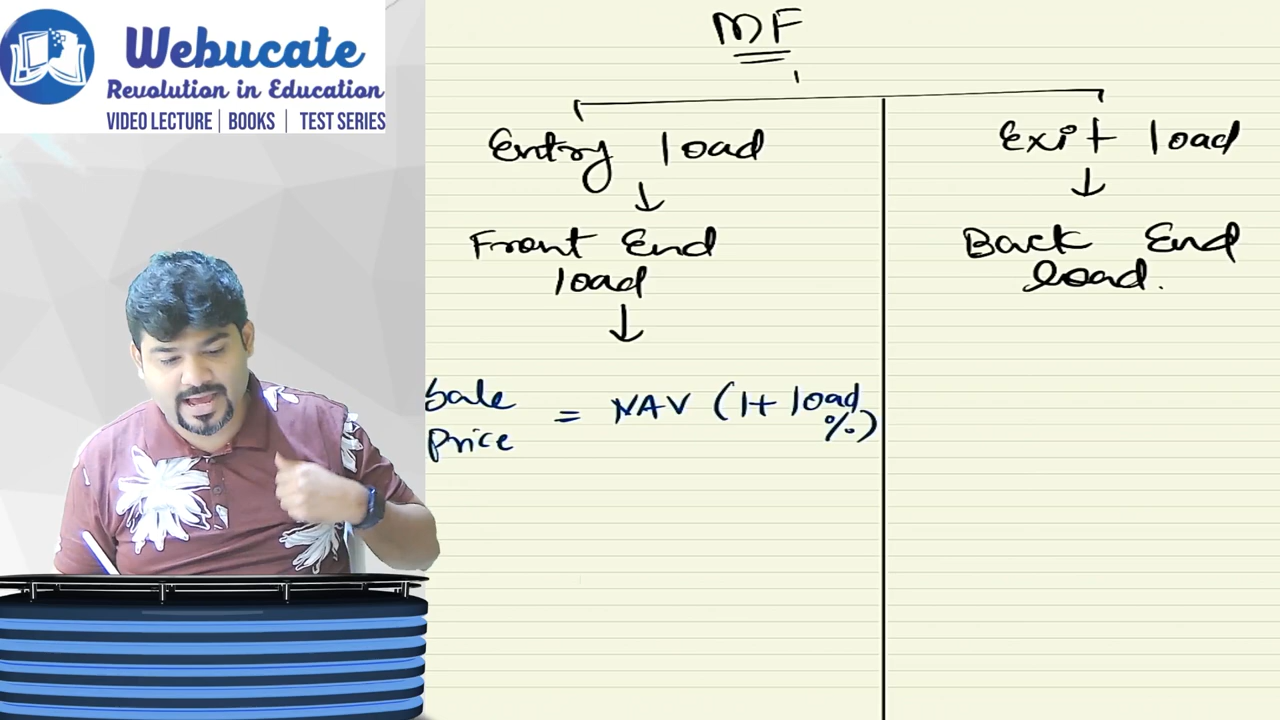 Webucate
Revolution in Education
VIDEO LECTURE | BOOKS | TEST SERIES
MF
Entry load
Front End
load
Sale
Price
= NAV (1+ load
%)
Exit load
Back End
load.